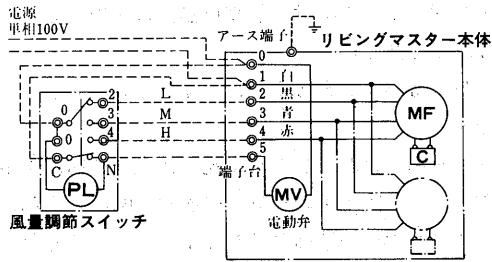 電源
単相100V
アース端子
リビングマスター本体
0
1 白
2 黒
3 青
4 赤
5
端子台
L
M
H
0
2
3
0
4
C
N
PL
風量調節スイッチ
MF
C
MV
電動弁